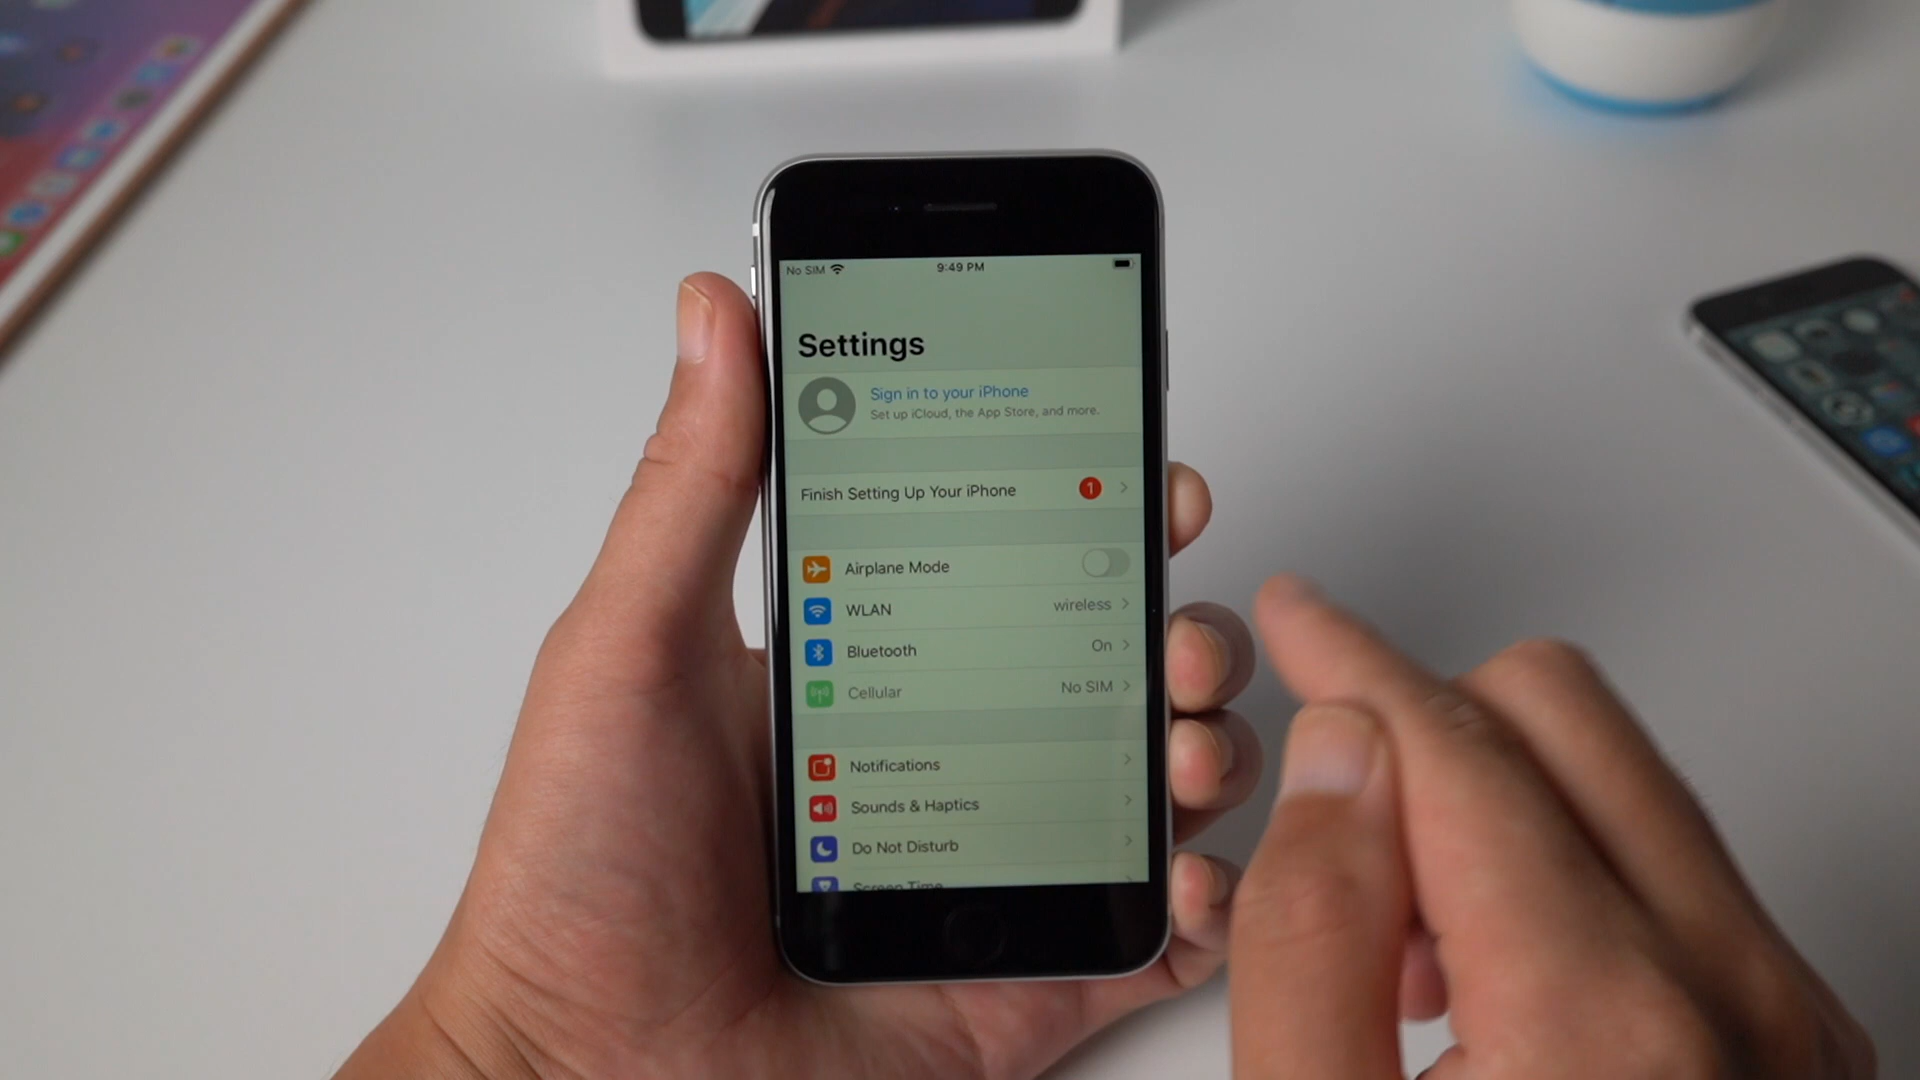 No SIM 9:49 PM
Settings
Sign in to your iPhone
Set up iCloud, the App Store, and more.
Finish Setting Up Your iPhone 1
Airplane Mode
WLAN wireless
Bluetooth On
Cellular No SIM
Notifications
Sounds & Haptics
Do Not Disturb
Screen Time